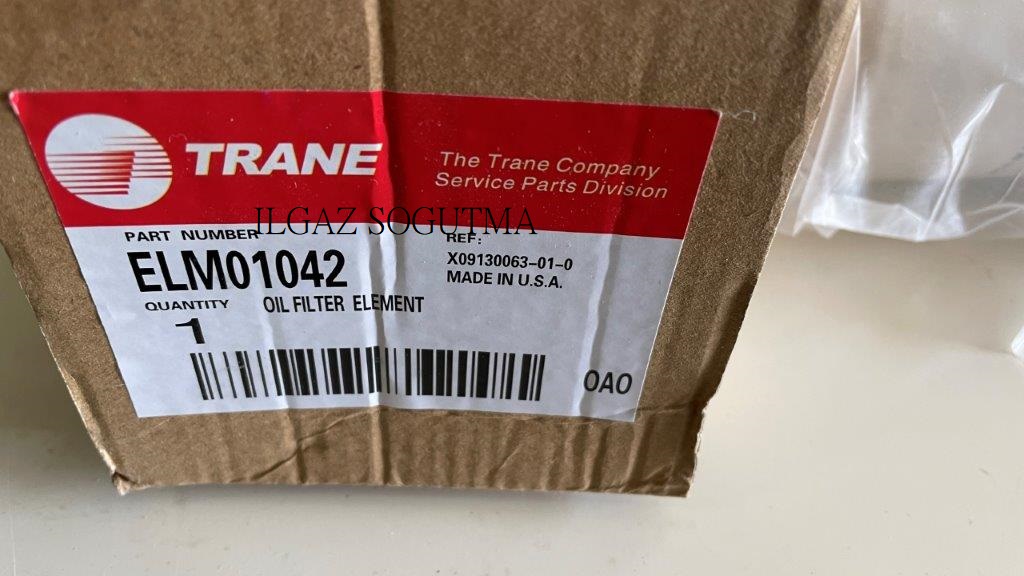 TRANE
The Trane Company
Service Parts Division
ILGAZ SOGUTMA
PART NUMBER
ELM01042
REF:
X09130063-01-0
MADE IN U.S.A.
QUANTITY OIL FILTER ELEMENT
1
0A0